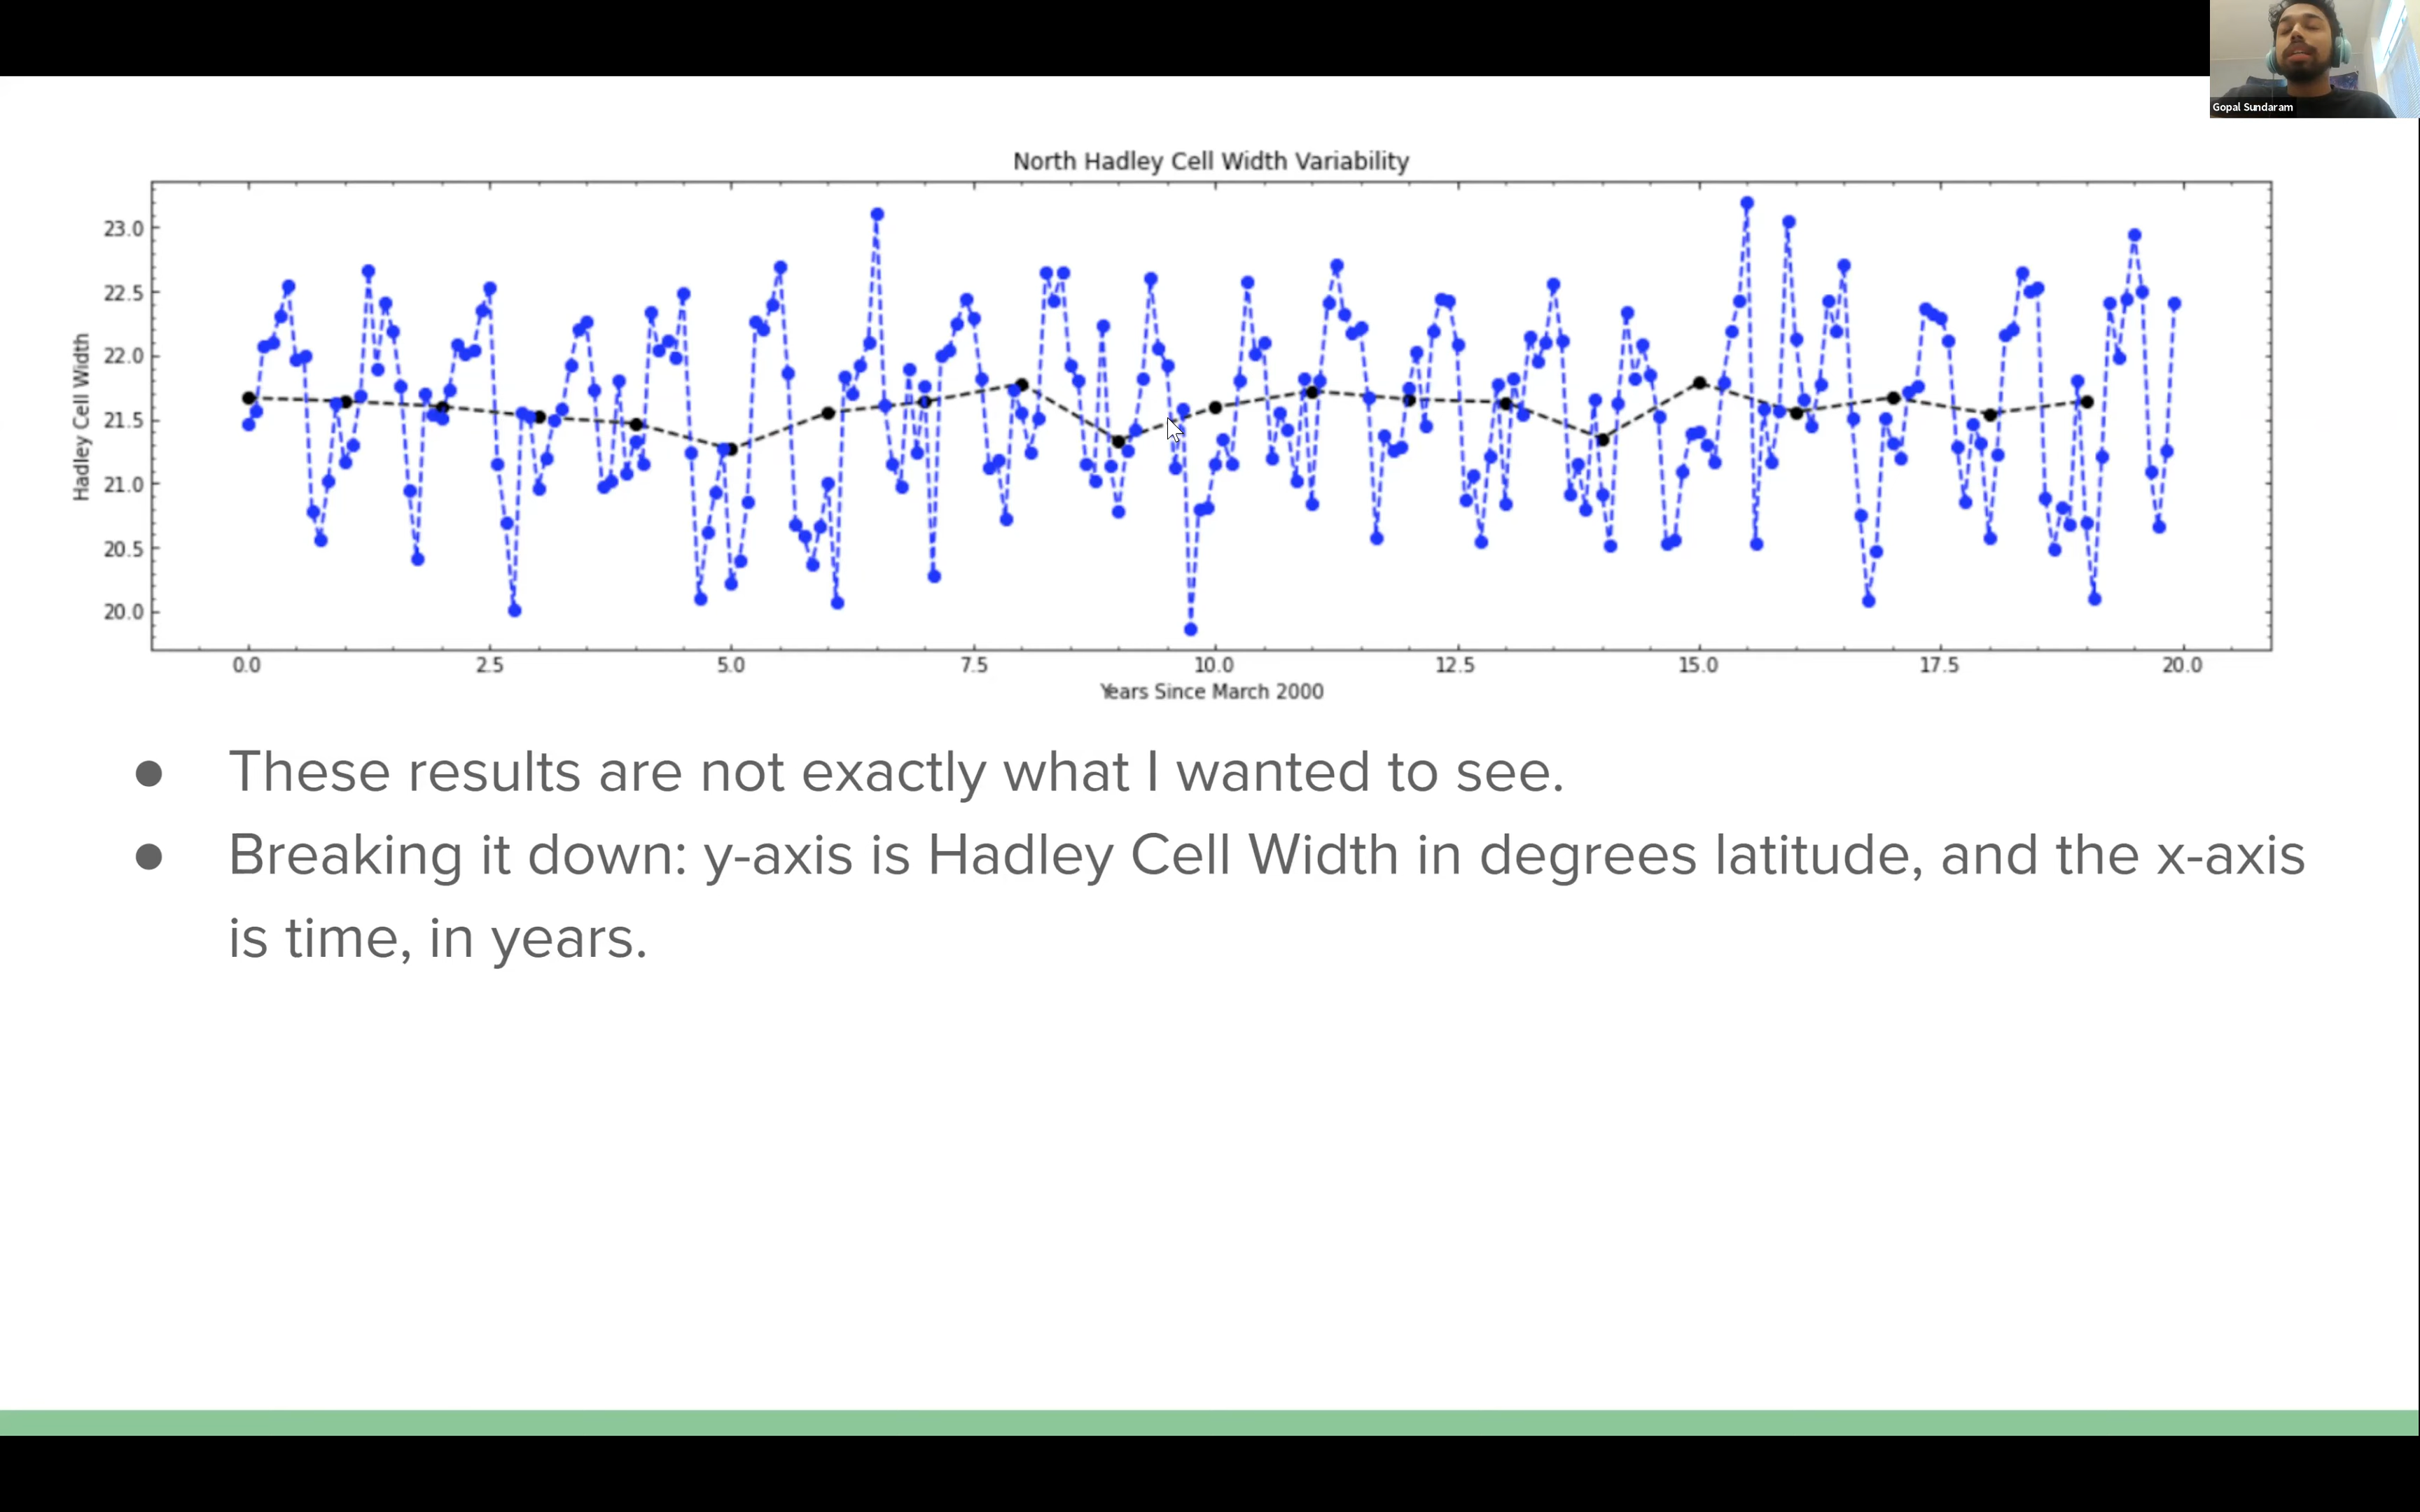 Gopal Sundaram
North Hadley Cell Width Variability
23.0
22.5
22.0
21.5
21.0
20.5
20.0
Hadley Cell Width
0.0 2.5 5.0 7.5 10.0 12.5 15.0 17.5 20.0
Years Since March 2000
● These results are not exactly what I wanted to see.
● Breaking it down: y-axis is Hadley Cell Width in degrees latitude, and the x-axis
is time, in years.